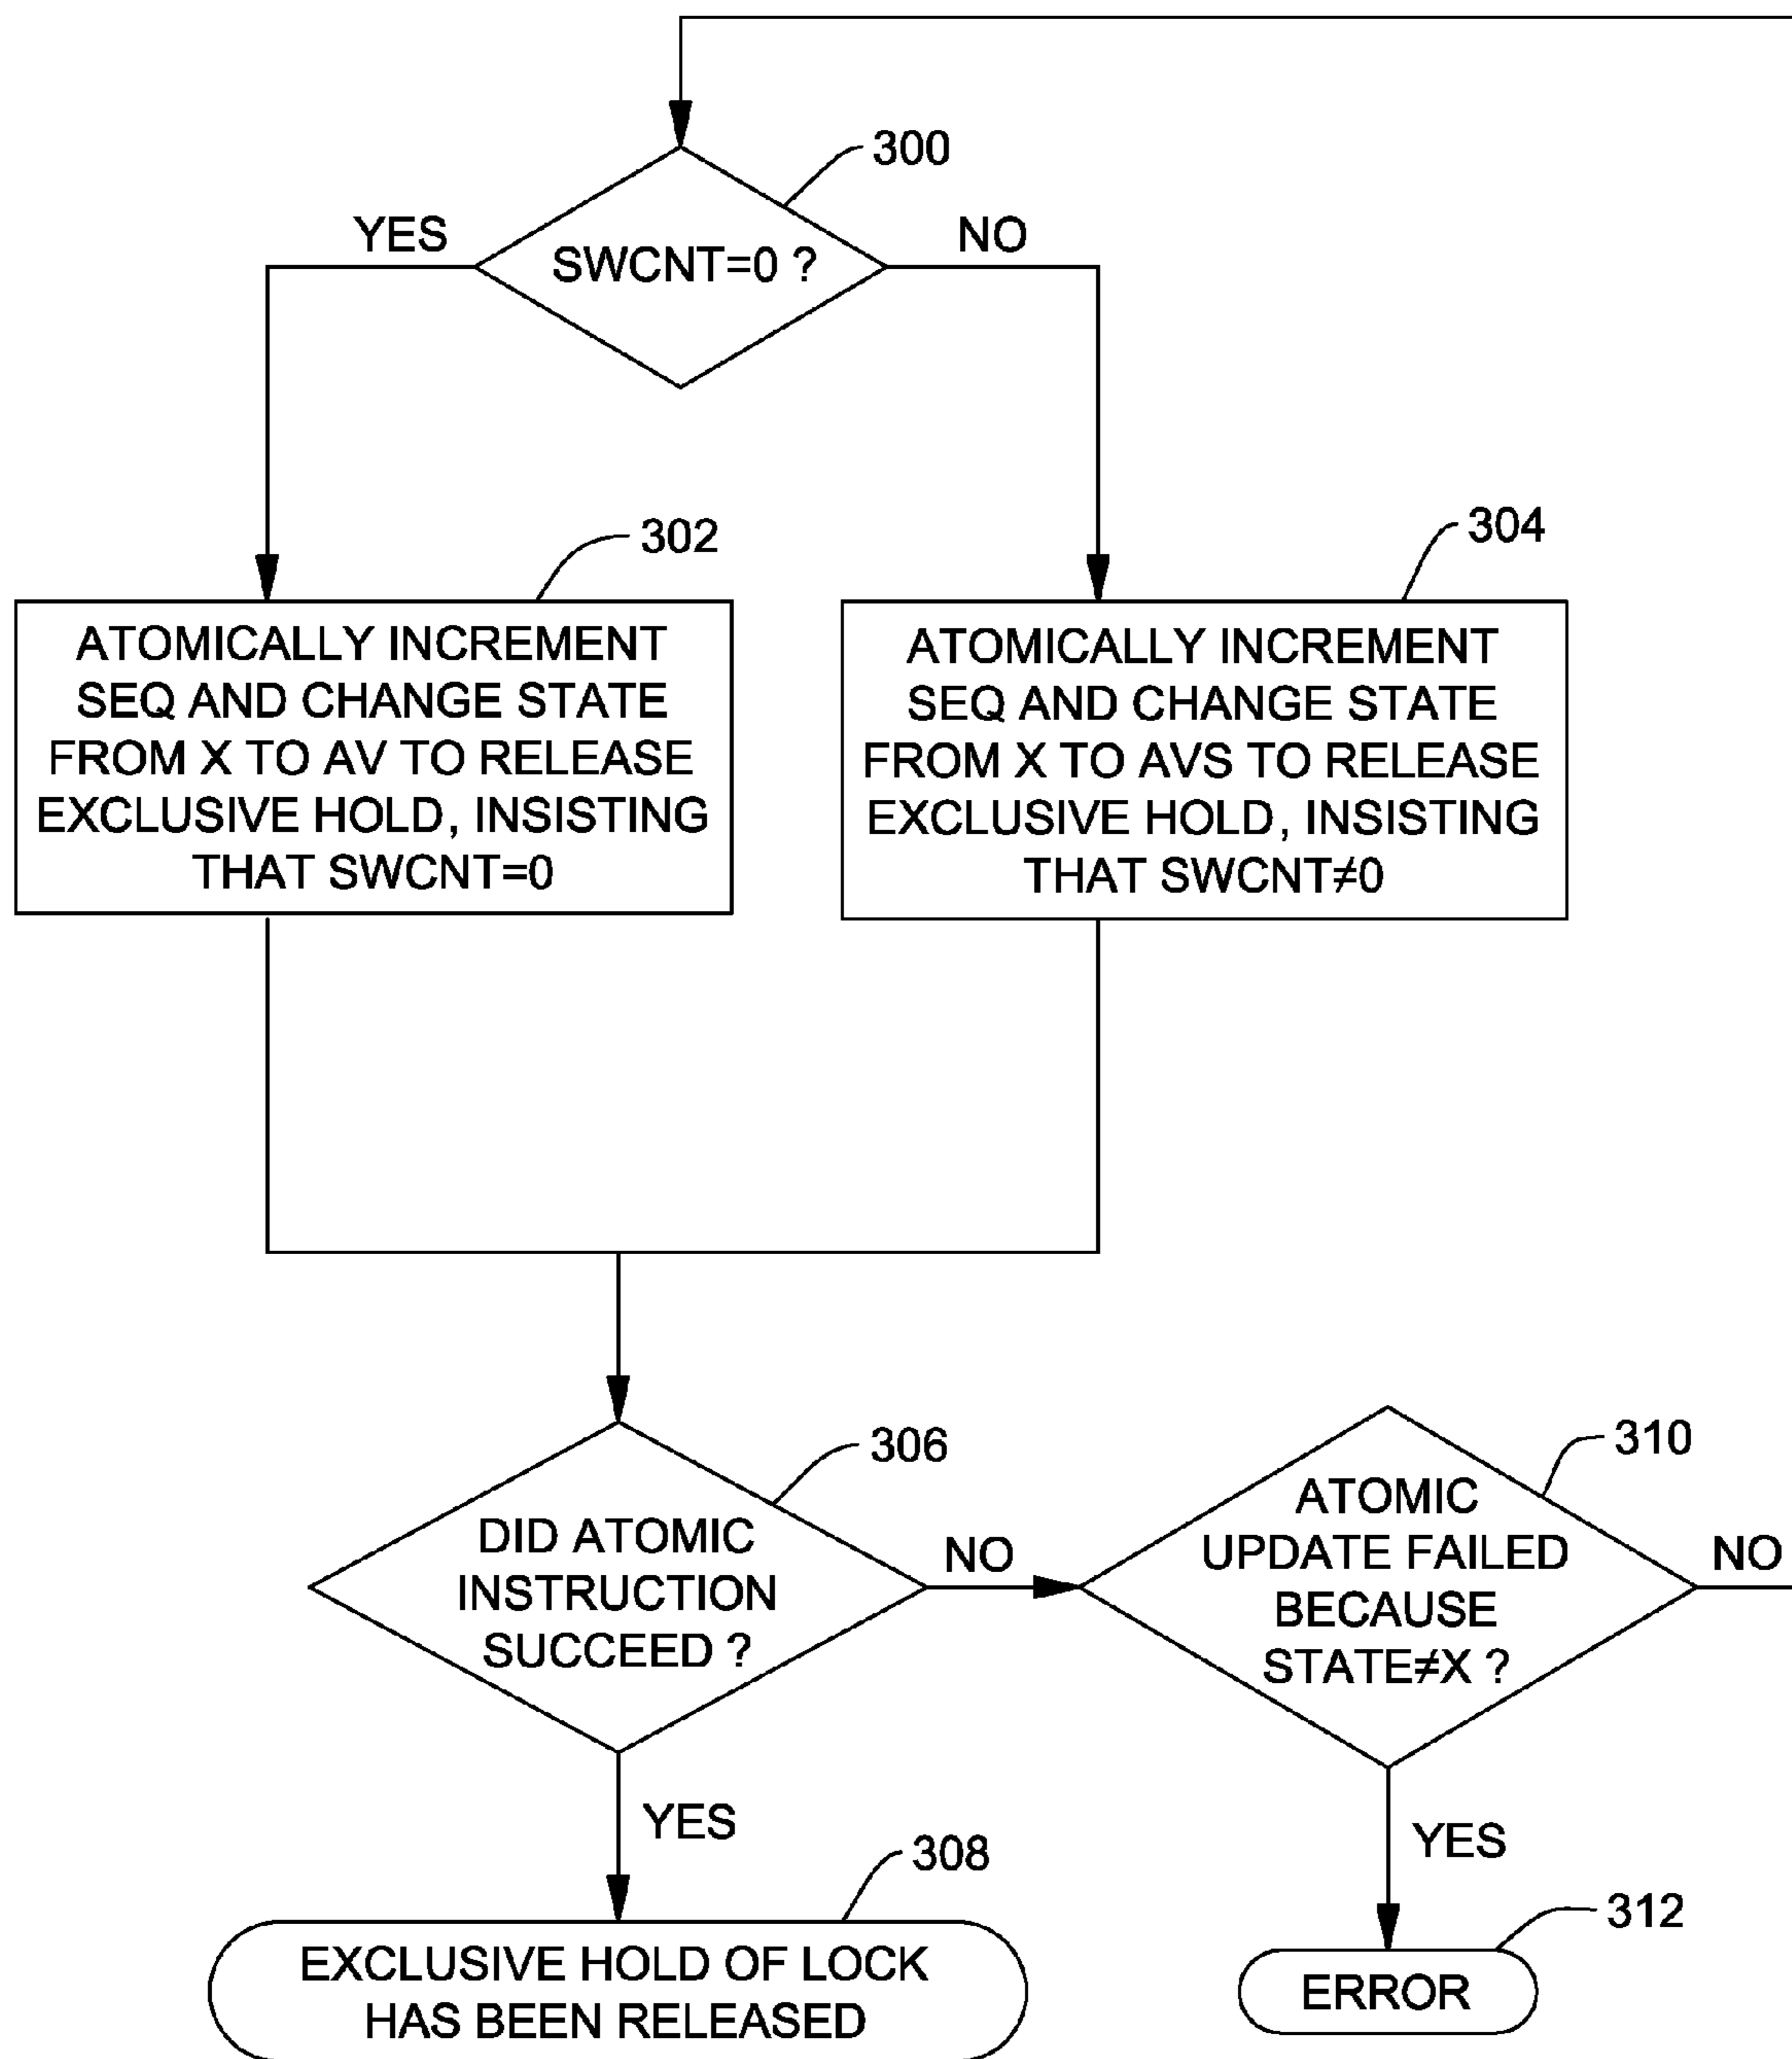 300
YES
NO
SWCNT=0 ?
302
304
ATOMICALLY INCREMENT
SEQ AND CHANGE STATE
FROM X TO AV TO RELEASE
EXCLUSIVE HOLD, INSISTING
THAT SWCNT=0
ATOMICALLY INCREMENT
SEQ AND CHANGE STATE
FROM X TO AVS TO RELEASE
EXCLUSIVE HOLD, INSISTING
THAT SWCNT≠0
306
DID ATOMIC
INSTRUCTION
SUCCEED ?
NO
310
ATOMIC
UPDATE FAILED
BECAUSE
STATE≠X ?
NO
YES
308
EXCLUSIVE HOLD OF LOCK
HAS BEEN RELEASED
YES
312
ERROR